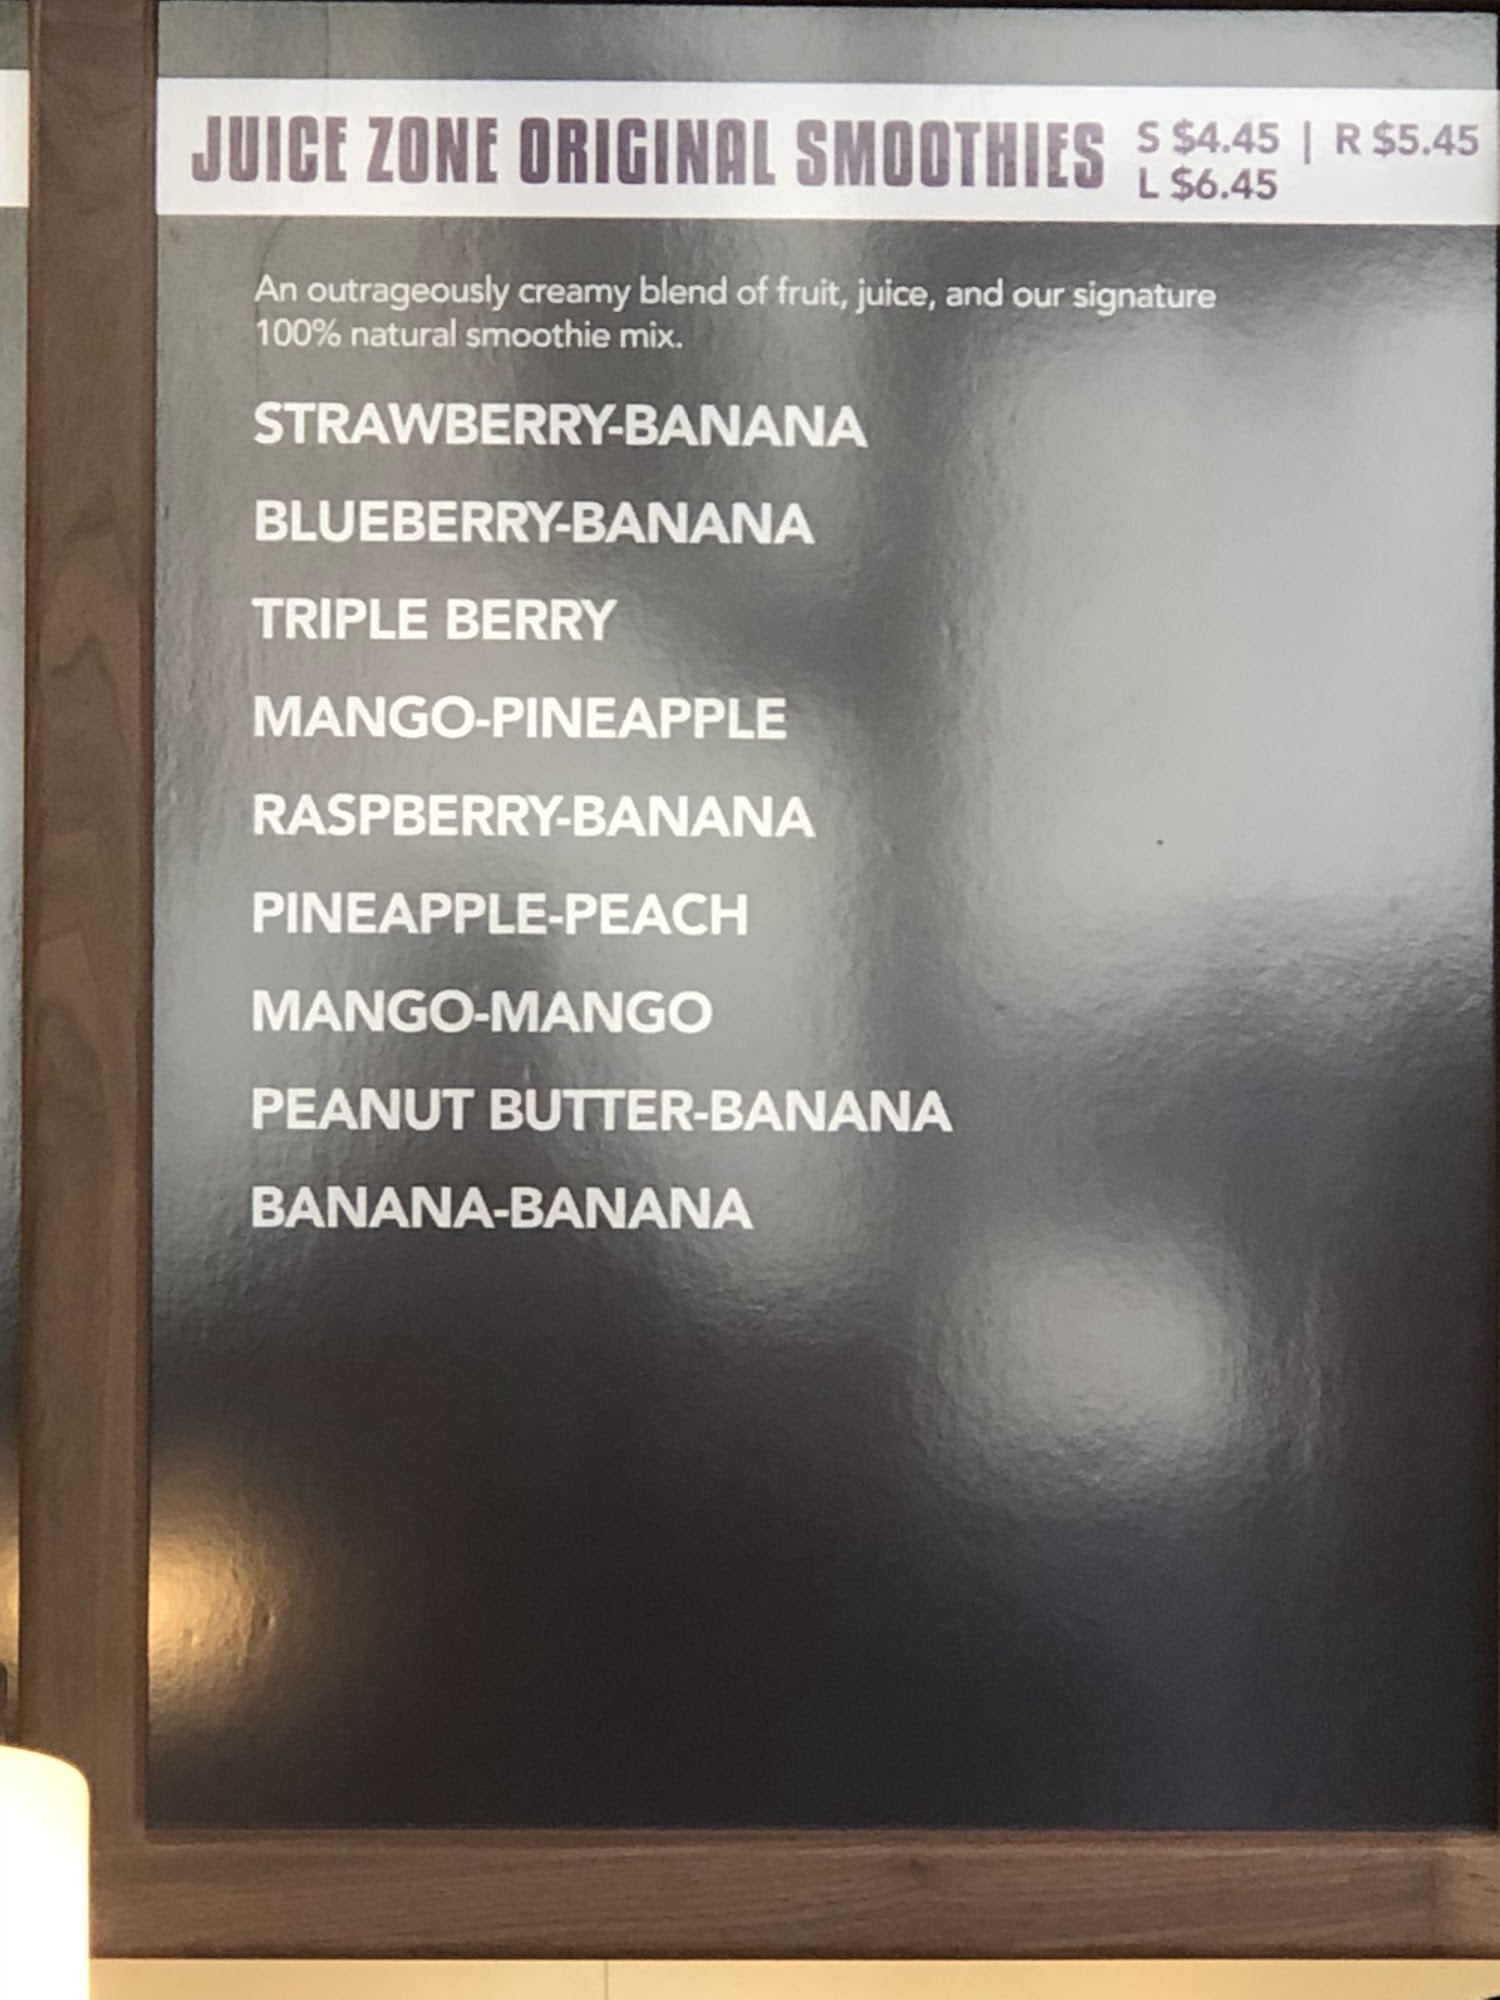 JUICE ZONE ORIGINAL SMOOTHIES S $4.45 | R $5.45
L $6.45
An outrageously creamy blend of fruit, juice, and our signature
100% natural smoothie mix.
STRAWBERRY-BANANA
BLUEBERRY-BANANA
TRIPLE BERRY
MANGO-PINEAPPLE
RASPBERRY-BANANA
PINEAPPLE-PEACH
MANGO-MANGO
PEANUT BUTTER-BANANA
BANANA-BANANA